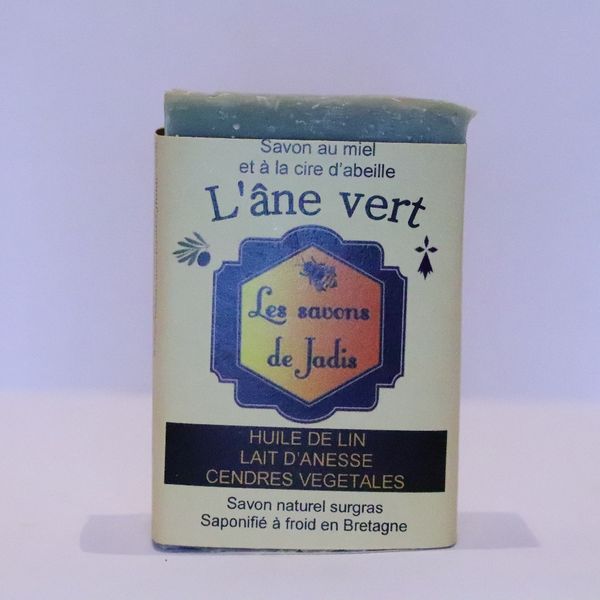 Savon au miel
et à la cire d'abeille
L'âne vert
Les savons
de Jadis
HUILE DE LIN
LAIT D'ANESSE
CENDRES VEGETALES
Savon naturel surgras
Saponifié à froid en Bretagne